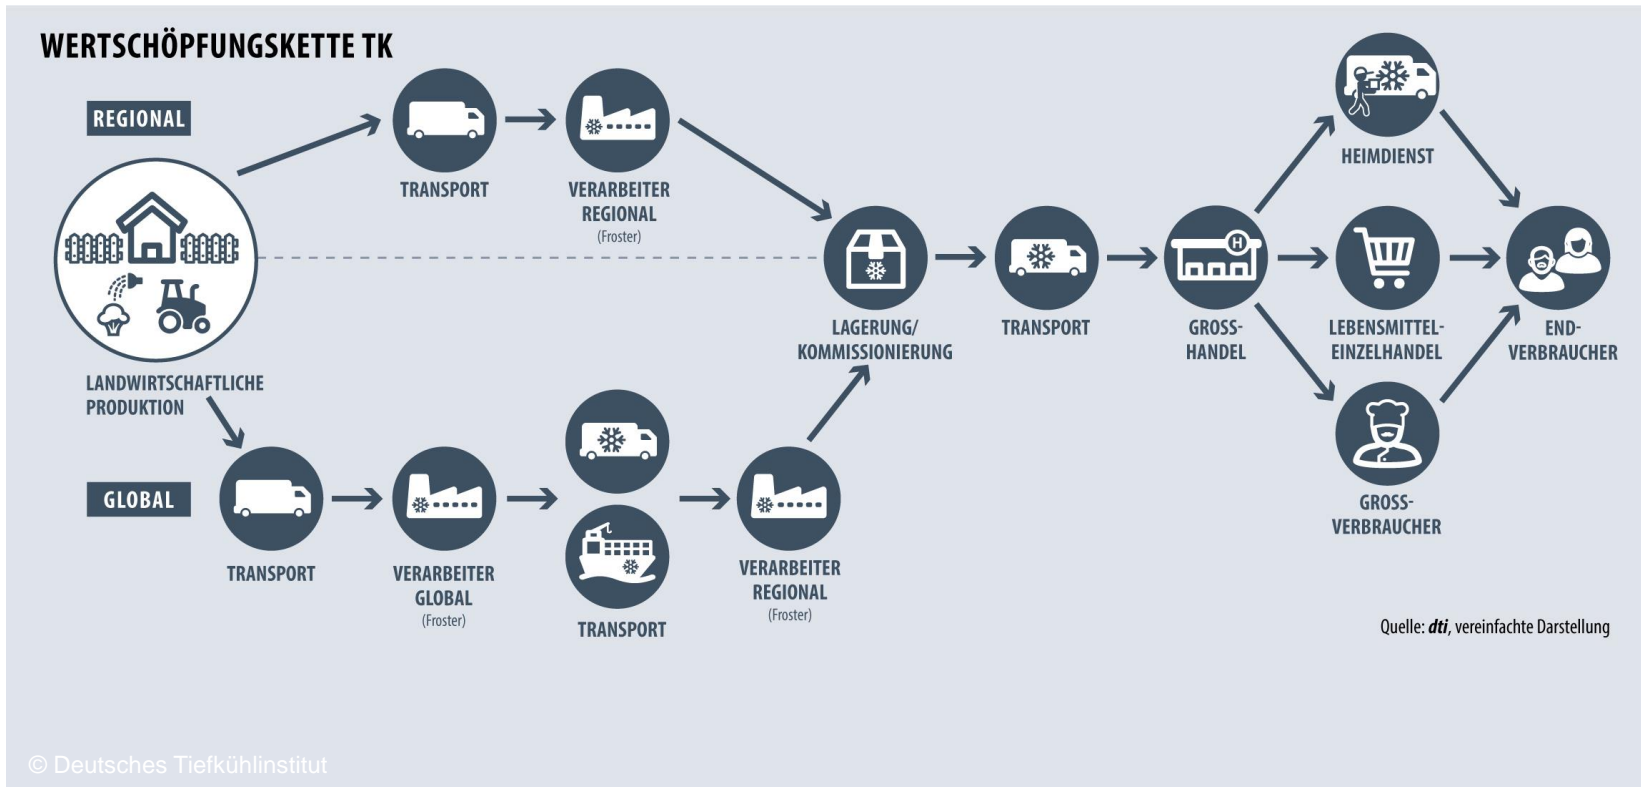 WERTSCHÖPFUNGSKETTE TK
REGIONAL
TRANSPORT
VERARBEITER
REGIONAL
(Froster)
LANDWIRTSCHAFTLICHE
PRODUKTION
GLOBAL
TRANSPORT
VERARBEITER
GLOBAL
(Froster)
TRANSPORT
VERARBEITER
REGIONAL
(Froster)
LAGERUNG/
KOMMISSIONIERUNG
TRANSPORT
H
GROSS-
HANDEL
HEIMDIENST
LEBENSMITTEL-
EINZELHANDEL
GROSS-
VERBRAUCHER
END-
VERBRAUCHER
Quelle: dti, vereinfachte Darstellung
© Deutsches Tiefkühlinstitut